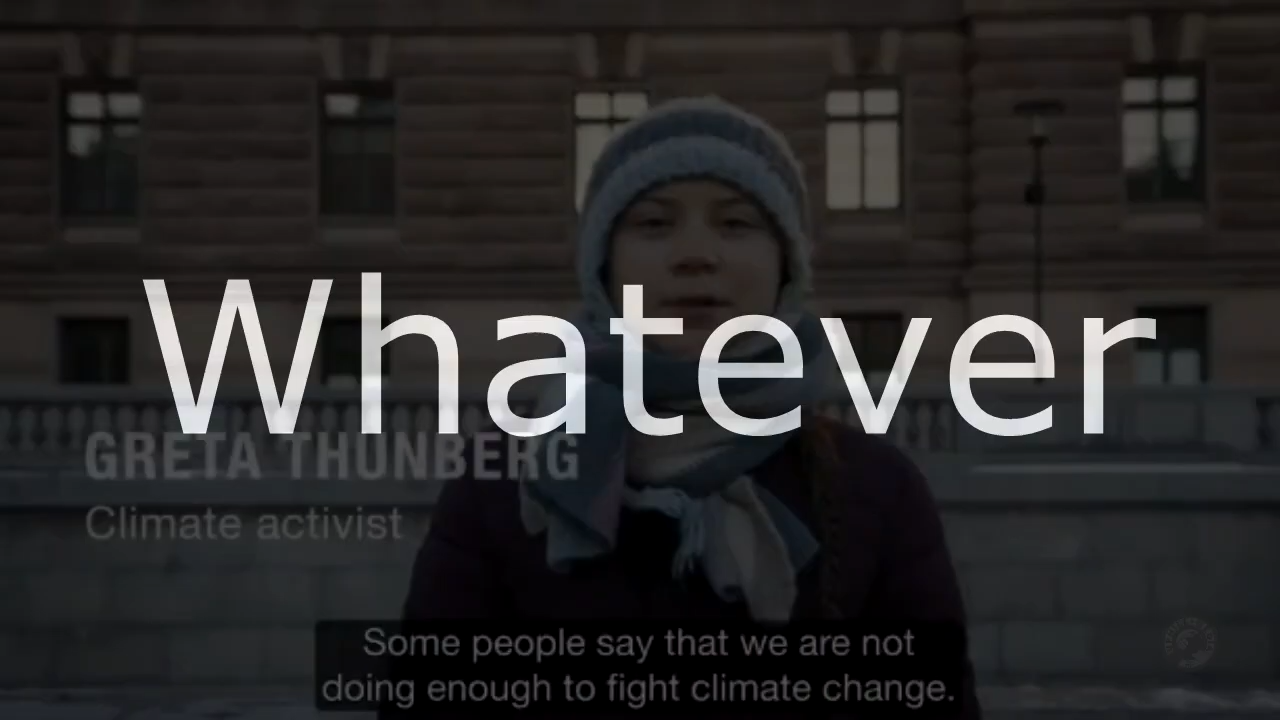 Whatever
GRETA THUNBERG
Climate activist
Some people say that we are not
doing enough to fight climate change.